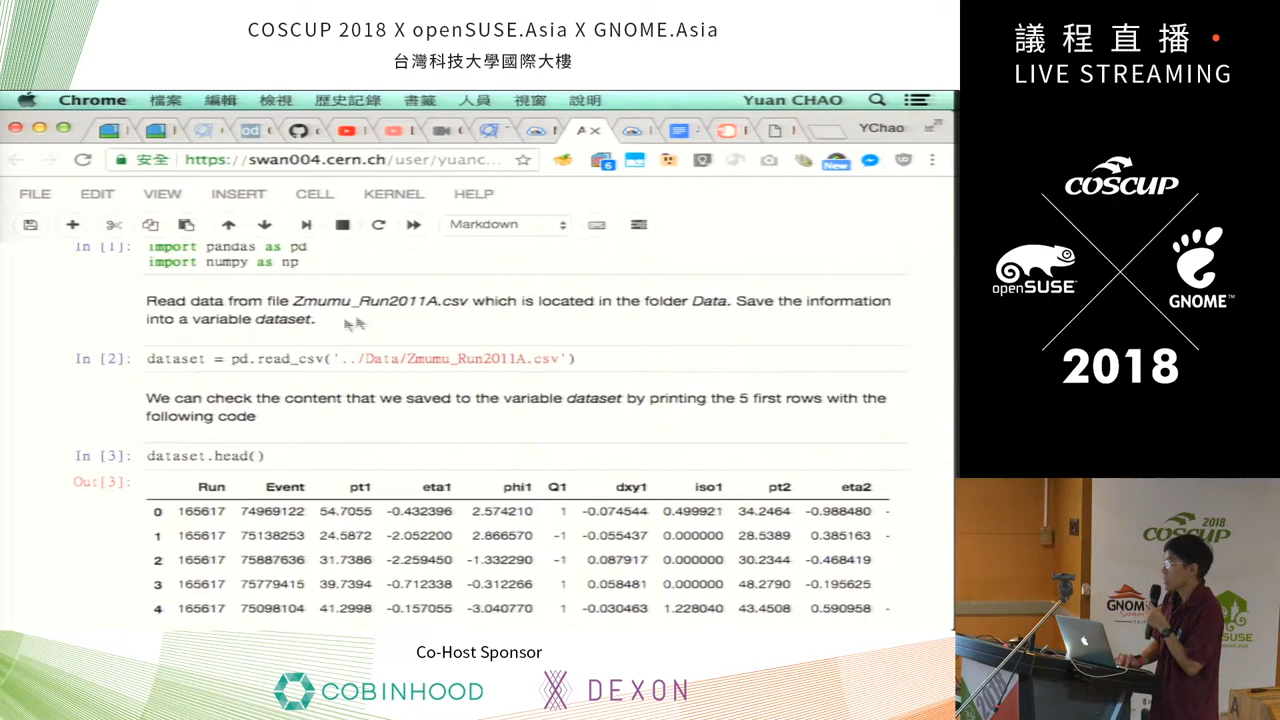 COSCUP 2018 X openSUSE.Asia X GNOME.Asia
台灣科技大學國際大樓
議程直播
LIVE STREAMING
Chrome 檔案 編輯 檢視 歷史記錄 書籤 人員 視窗 說明 Yuan CHAO
YChao
安全 https://swan004.cern.ch/user/yuanc...
6
New
FILE EDIT VIEW INSERT CELL KERNEL HELP
Markdown
In [1]: import pandas as pd
import numpy as np
Read data from file Zmumu_Run2011A.csv which is located in the folder Data. Save the information
into a variable dataset.
In [2]: dataset = pd.read_csv('../Data/Zmumu_Run2011A.csv')
We can check the content that we saved to the variable dataset by printing the 5 first rows with the
following code
In [3]: dataset.head()
Out[3]:
Run Event pt1 eta1 phi1 Q1 dxy1 iso1 pt2 eta2
0 165617 74969122 54.7055 -0.432396 2.574210 1 -0.074544 0.499921 34.2464 -0.988480 -
1 165617 75138253 24.5872 -2.052200 2.866570 -1 -0.055437 0.000000 28.5389 0.385163
2 165617 75887636 31.7386 -2.259450 -1.332290 -1 0.087917 0.000000 30.2344 -0.468419
3 165617 75779415 39.7394 -0.712338 -0.312266 1 0.058481 0.000000 48.2790 -0.195625
4 165617 75098104 41.2998 -0.157055 -3.040770 1 -0.030463 1.228040 43.4508 0.590958 -
COSCUP
openSUSE
GNOME™
2018
2018
COSCUP
GNOME
Co-Host Sponsor
COBINHOOD
DEXON